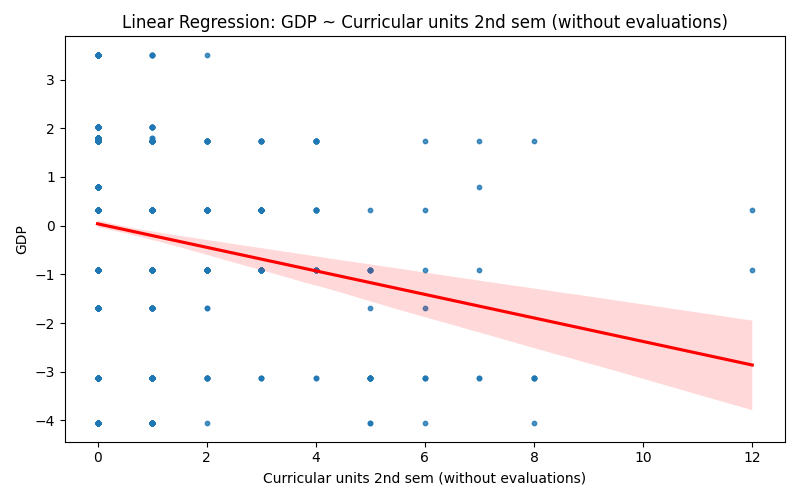 Linear Regression: GDP ~ Curricular units 2nd sem (without evaluations)
3
2
1
0
−1
−2
−3
−4
GDP
0 2 4 6 8 10 12
Curricular units 2nd sem (without evaluations)